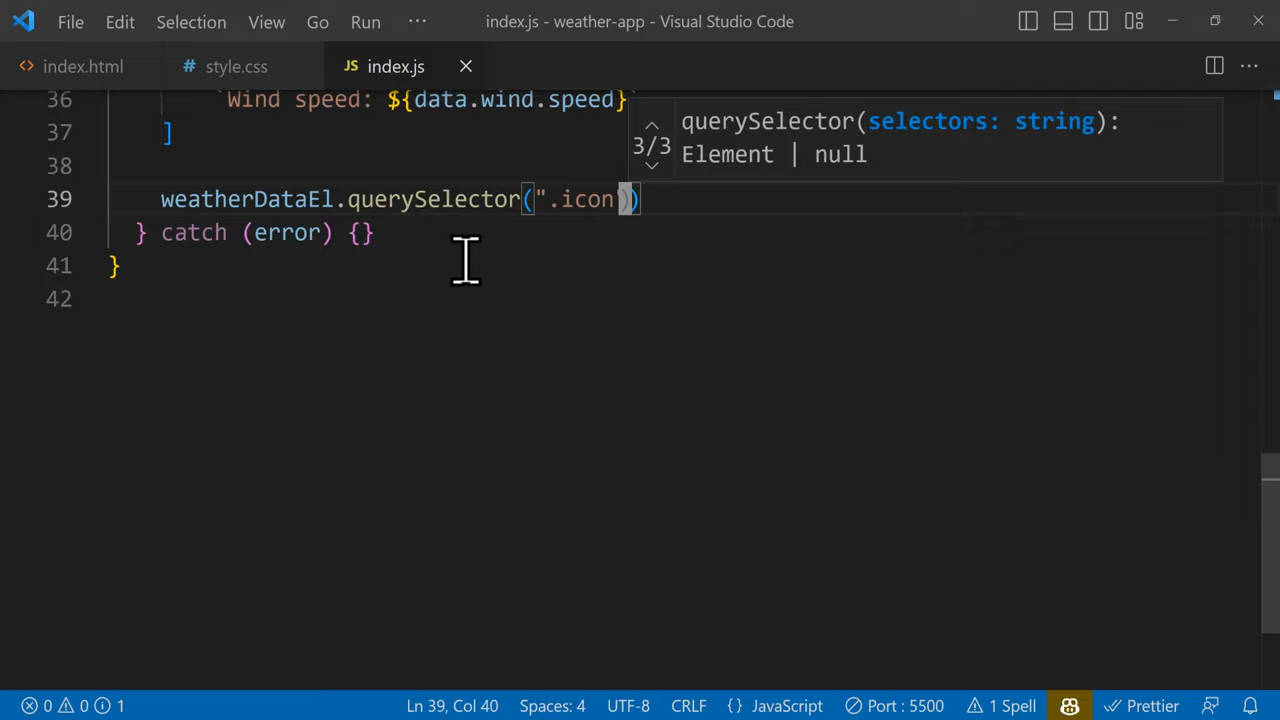 File Edit Selection View Go Run ··· index.js - weather-app - Visual Studio Code
<> index.html # style.css JS index.js
36 `Wind speed: ${data.wind.speed}`
37 ]
38
39 weatherDataEl.querySelector(".icon")
40 } catch (error) {}
41 }
42
3/3 querySelector(selectors: string):
Element | null
0 0 1 Ln 39, Col 40 Spaces: 4 UTF-8 CRLF {} JavaScript Port : 5500 1 Spell Prettier